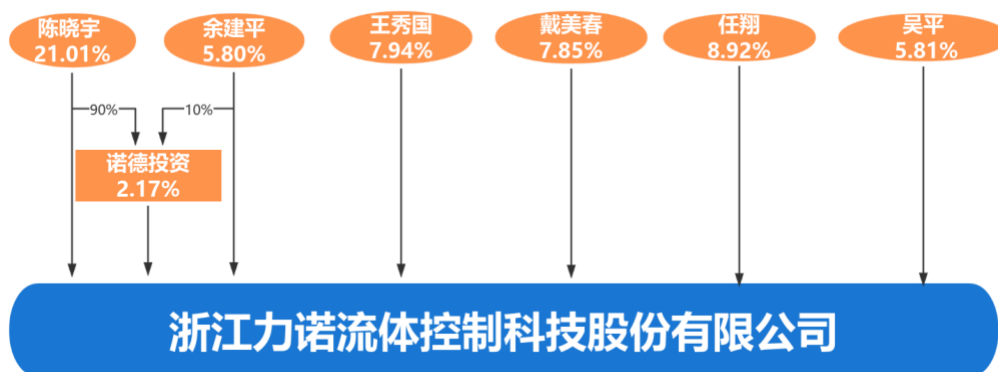 陈晓宇
21.01%
余建平
5.80%
王秀国
7.94%
戴美春
7.85%
任翔
8.92%
吴平
5.81%
90%
10%
诺德投资
2.17%
浙江力诺流体控制科技股份有限公司